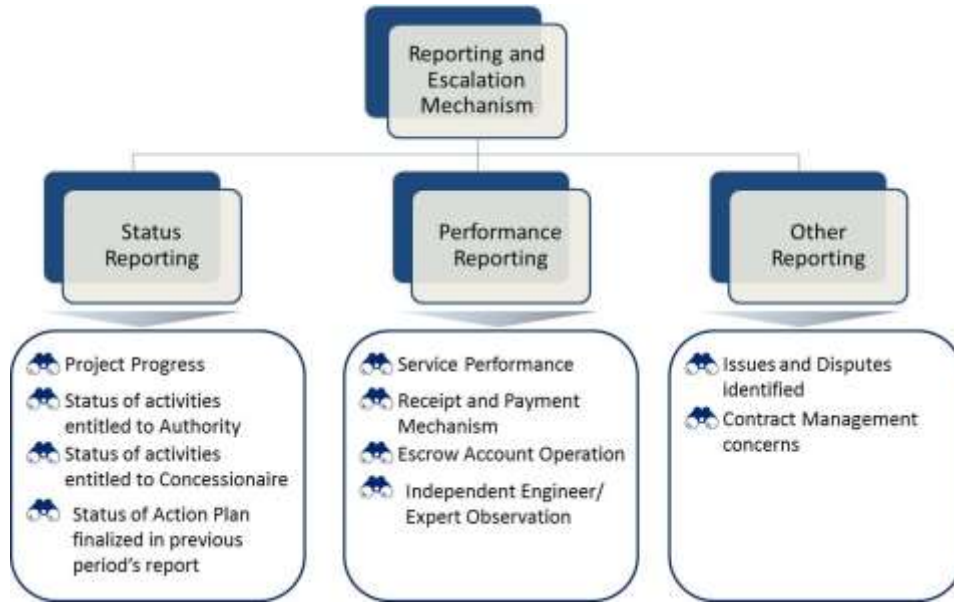 Reporting and
Escalation
Mechanism
Status
Reporting
Performance
Reporting
Other
Reporting
Project Progress
Status of activities
entitled to Authority
Status of activities
entitled to Concessionaire
Status of Action Plan
finalized in previous
period's report
Service Performance
Receipt and Payment
Mechanism
Escrow Account Operation
Independent Engineer/
Expert Observation
Issues and Disputes
identified
Contract Management
concerns